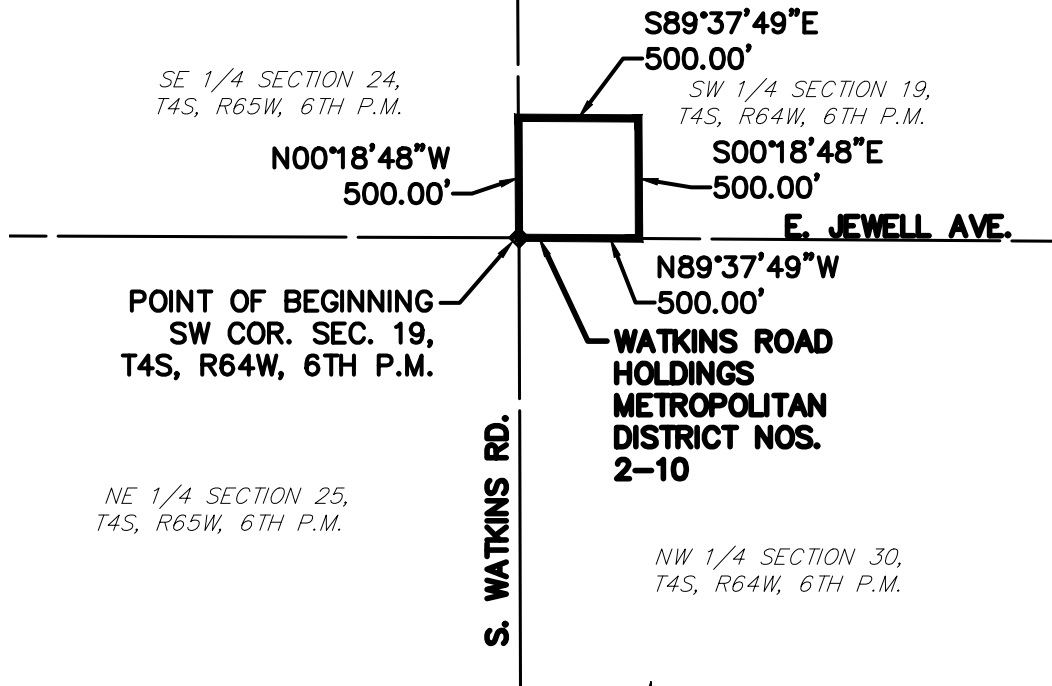 S89°37'49"E
500.00'
SE 1/4 SECTION 24,
T4S, R65W, 6TH P.M.
SW 1/4 SECTION 19,
T4S, R64W, 6TH P.M.
N00°18'48"W
500.00'
S00°18'48"E
500.00'
E. JEWELL AVE.
N89°37'49"W
500.00'
POINT OF BEGINNING
SW COR. SEC. 19,
T4S, R64W, 6TH P.M.
WATKINS ROAD
HOLDINGS
METROPOLITAN
DISTRICT NOS.
2-10
S. WATKINS RD.
NE 1/4 SECTION 25,
T4S, R65W, 6TH P.M.
NW 1/4 SECTION 30,
T4S, R64W, 6TH P.M.